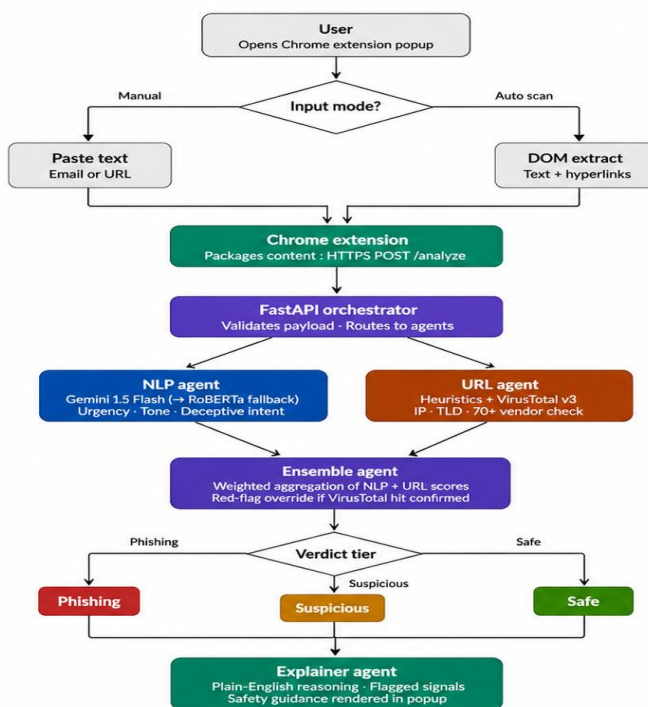 User
Opens Chrome extension popup
Manual
Input mode?
Auto scan
Paste text
Email or URL
DOM extract
Text + hyperlinks
Chrome extension
Packages content : HTTPS POST /analyze
FastAPI orchestrator
Validates payload · Routes to agents
NLP agent
Gemini 1.5 Flash (→ RoBERTa fallback)
Urgency · Tone · Deceptive intent
URL agent
Heuristics + VirusTotal v3
IP · TLD · 70+ vendor check
Ensemble agent
Weighted aggregation of NLP + URL scores
Red-flag override if VirusTotal hit confirmed
Phishing
Verdict tier
Safe
Suspicious
Phishing
Suspicious
Safe
Explainer agent
Plain-English reasoning · Flagged signals
Safety guidance rendered in popup